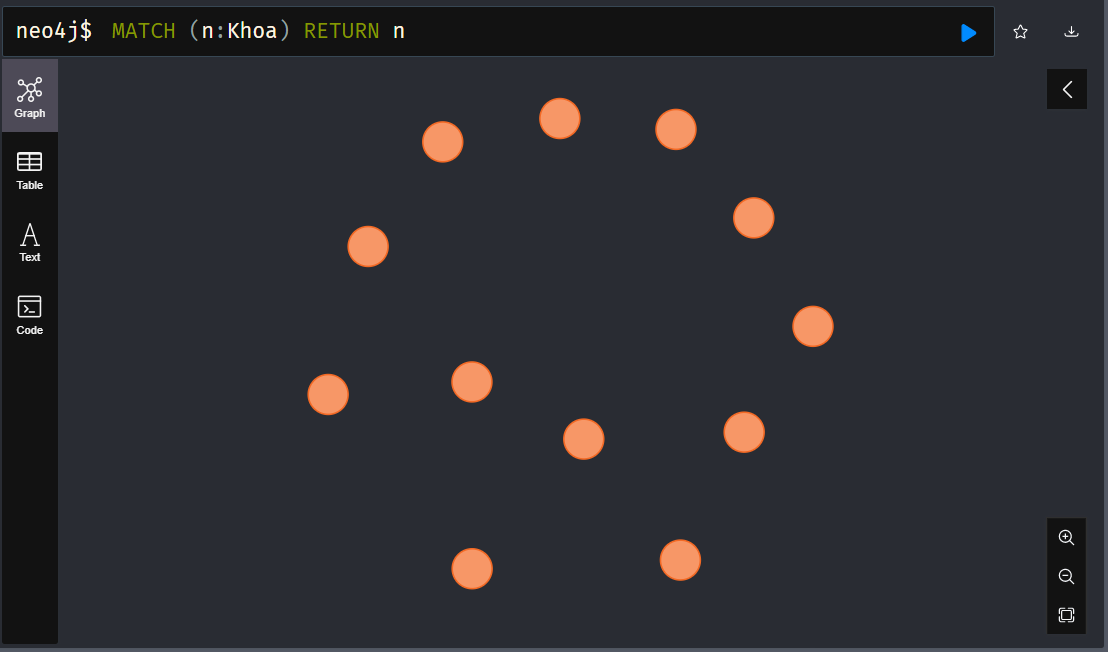 neo4j$ MATCH (n:Khoa) RETURN n
Graph
Table
Text
Code